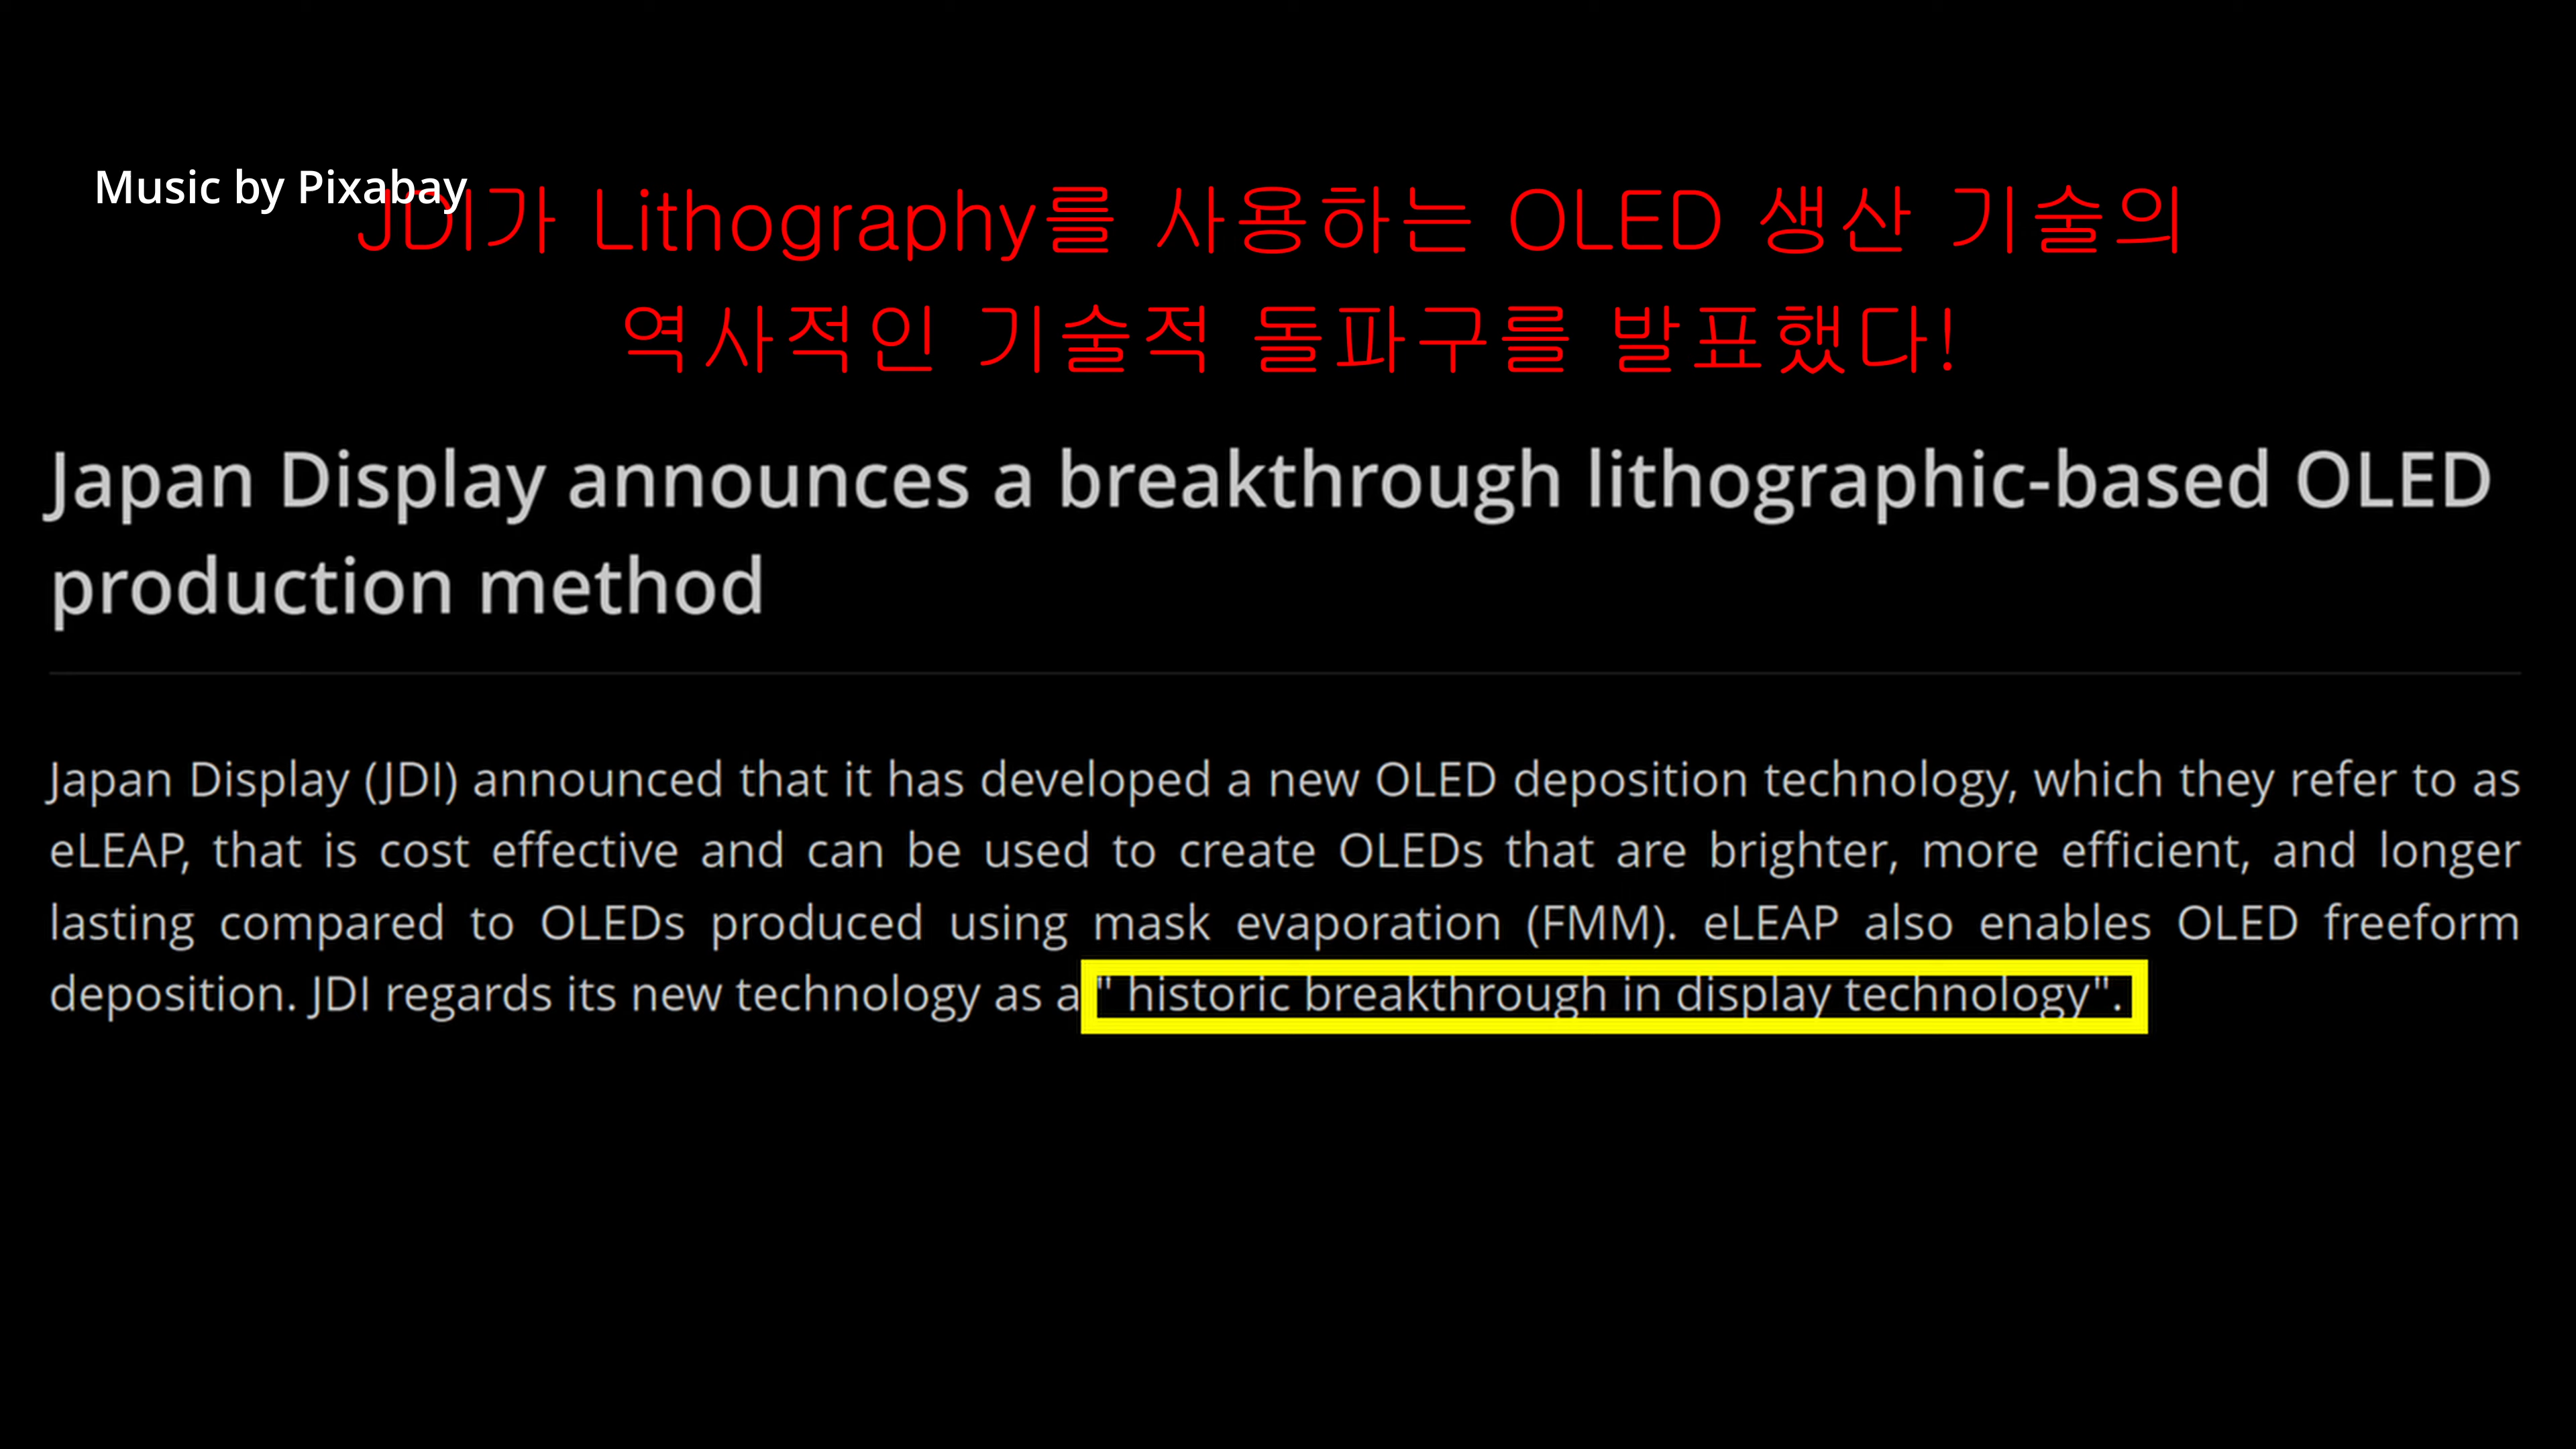 Music by Pixabay
JDI가 Lithography를 사용하는 OLED 생산 기술의
역사적인 기술적 돌파구를 발표했다!
Japan Display announces a breakthrough lithographic-based OLED
production method
Japan Display (JDI) announced that it has developed a new OLED deposition technology, which they refer to as
eLEAP, that is cost effective and can be used to create OLEDs that are brighter, more efficient, and longer
lasting compared to OLEDs produced using mask evaporation (FMM). eLEAP also enables OLED freeform
deposition. JDI regards its new technology as a " historic breakthrough in display technology".